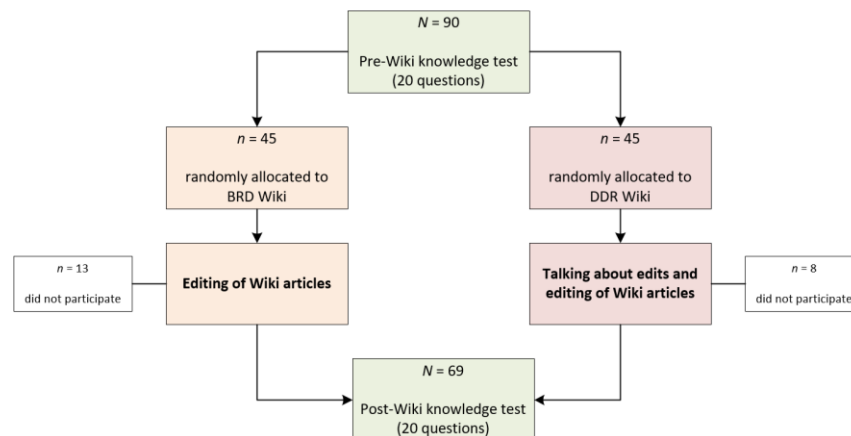 N = 90
Pre-Wiki knowledge test
(20 questions)
n = 45
randomly allocated to
BRD Wiki
n = 45
randomly allocated to
DDR Wiki
n = 13
did not participate
Editing of Wiki articles
Talking about edits and
editing of Wiki articles
n = 8
did not participate
N = 69
Post-Wiki knowledge test
(20 questions)